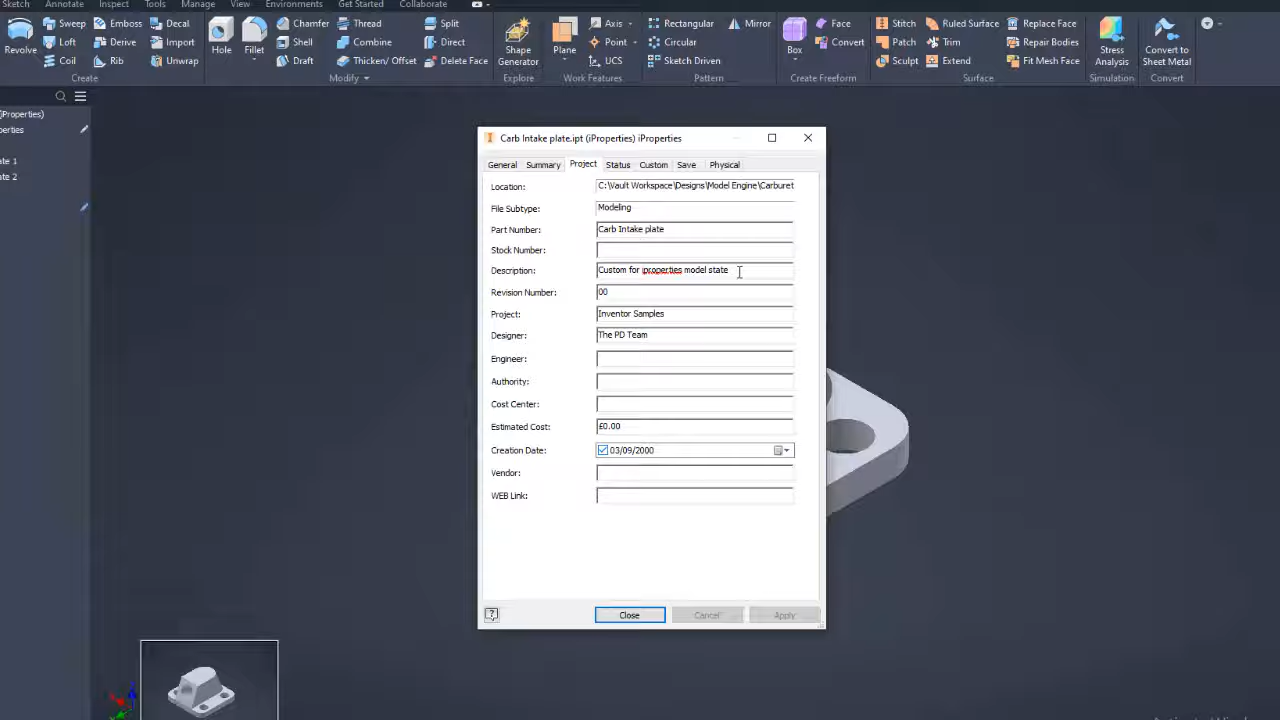 Sketch Annotate Inspect Tools Manage View Environments Get Started Collaborate
Sweep Emboss Decal Chamfer Thread Split Axis Rectangular Mirror Face Stitch Ruled Surface Replace Face
Revolve Loft Derive Import Hole Fillet Shell Combine Direct Shape Generator Plane Point Circular Box Convert Patch Trim Repair Bodies Stress Analysis Convert to Sheet Metal
Coil Rib Unwrap Draft Thicken/ Offset Delete Face UCS Sketch Driven Sculpt Extend Fit Mesh Face
Create Modify Explore Work Features Pattern Create Freeform Surface Simulation Convert
(Properties)
perties
ate 1
ate 2
Carb Intake plate.ipt (iProperties) iProperties
General Summary Project Status Custom Save Physical
Location: C:\Vault Workspace\Designs\Model Engine\Carburet
File Subtype: Modeling
Part Number: Carb Intake plate
Stock Number:
Description: Custom for iproperties model state
Revision Number: 00
Project: Inventor Samples
Designer: The PD Team
Engineer:
Authority:
Cost Center:
Estimated Cost: £0.00
Creation Date: 03/09/2000
Vendor:
WEB Link:
Close Cancel Apply